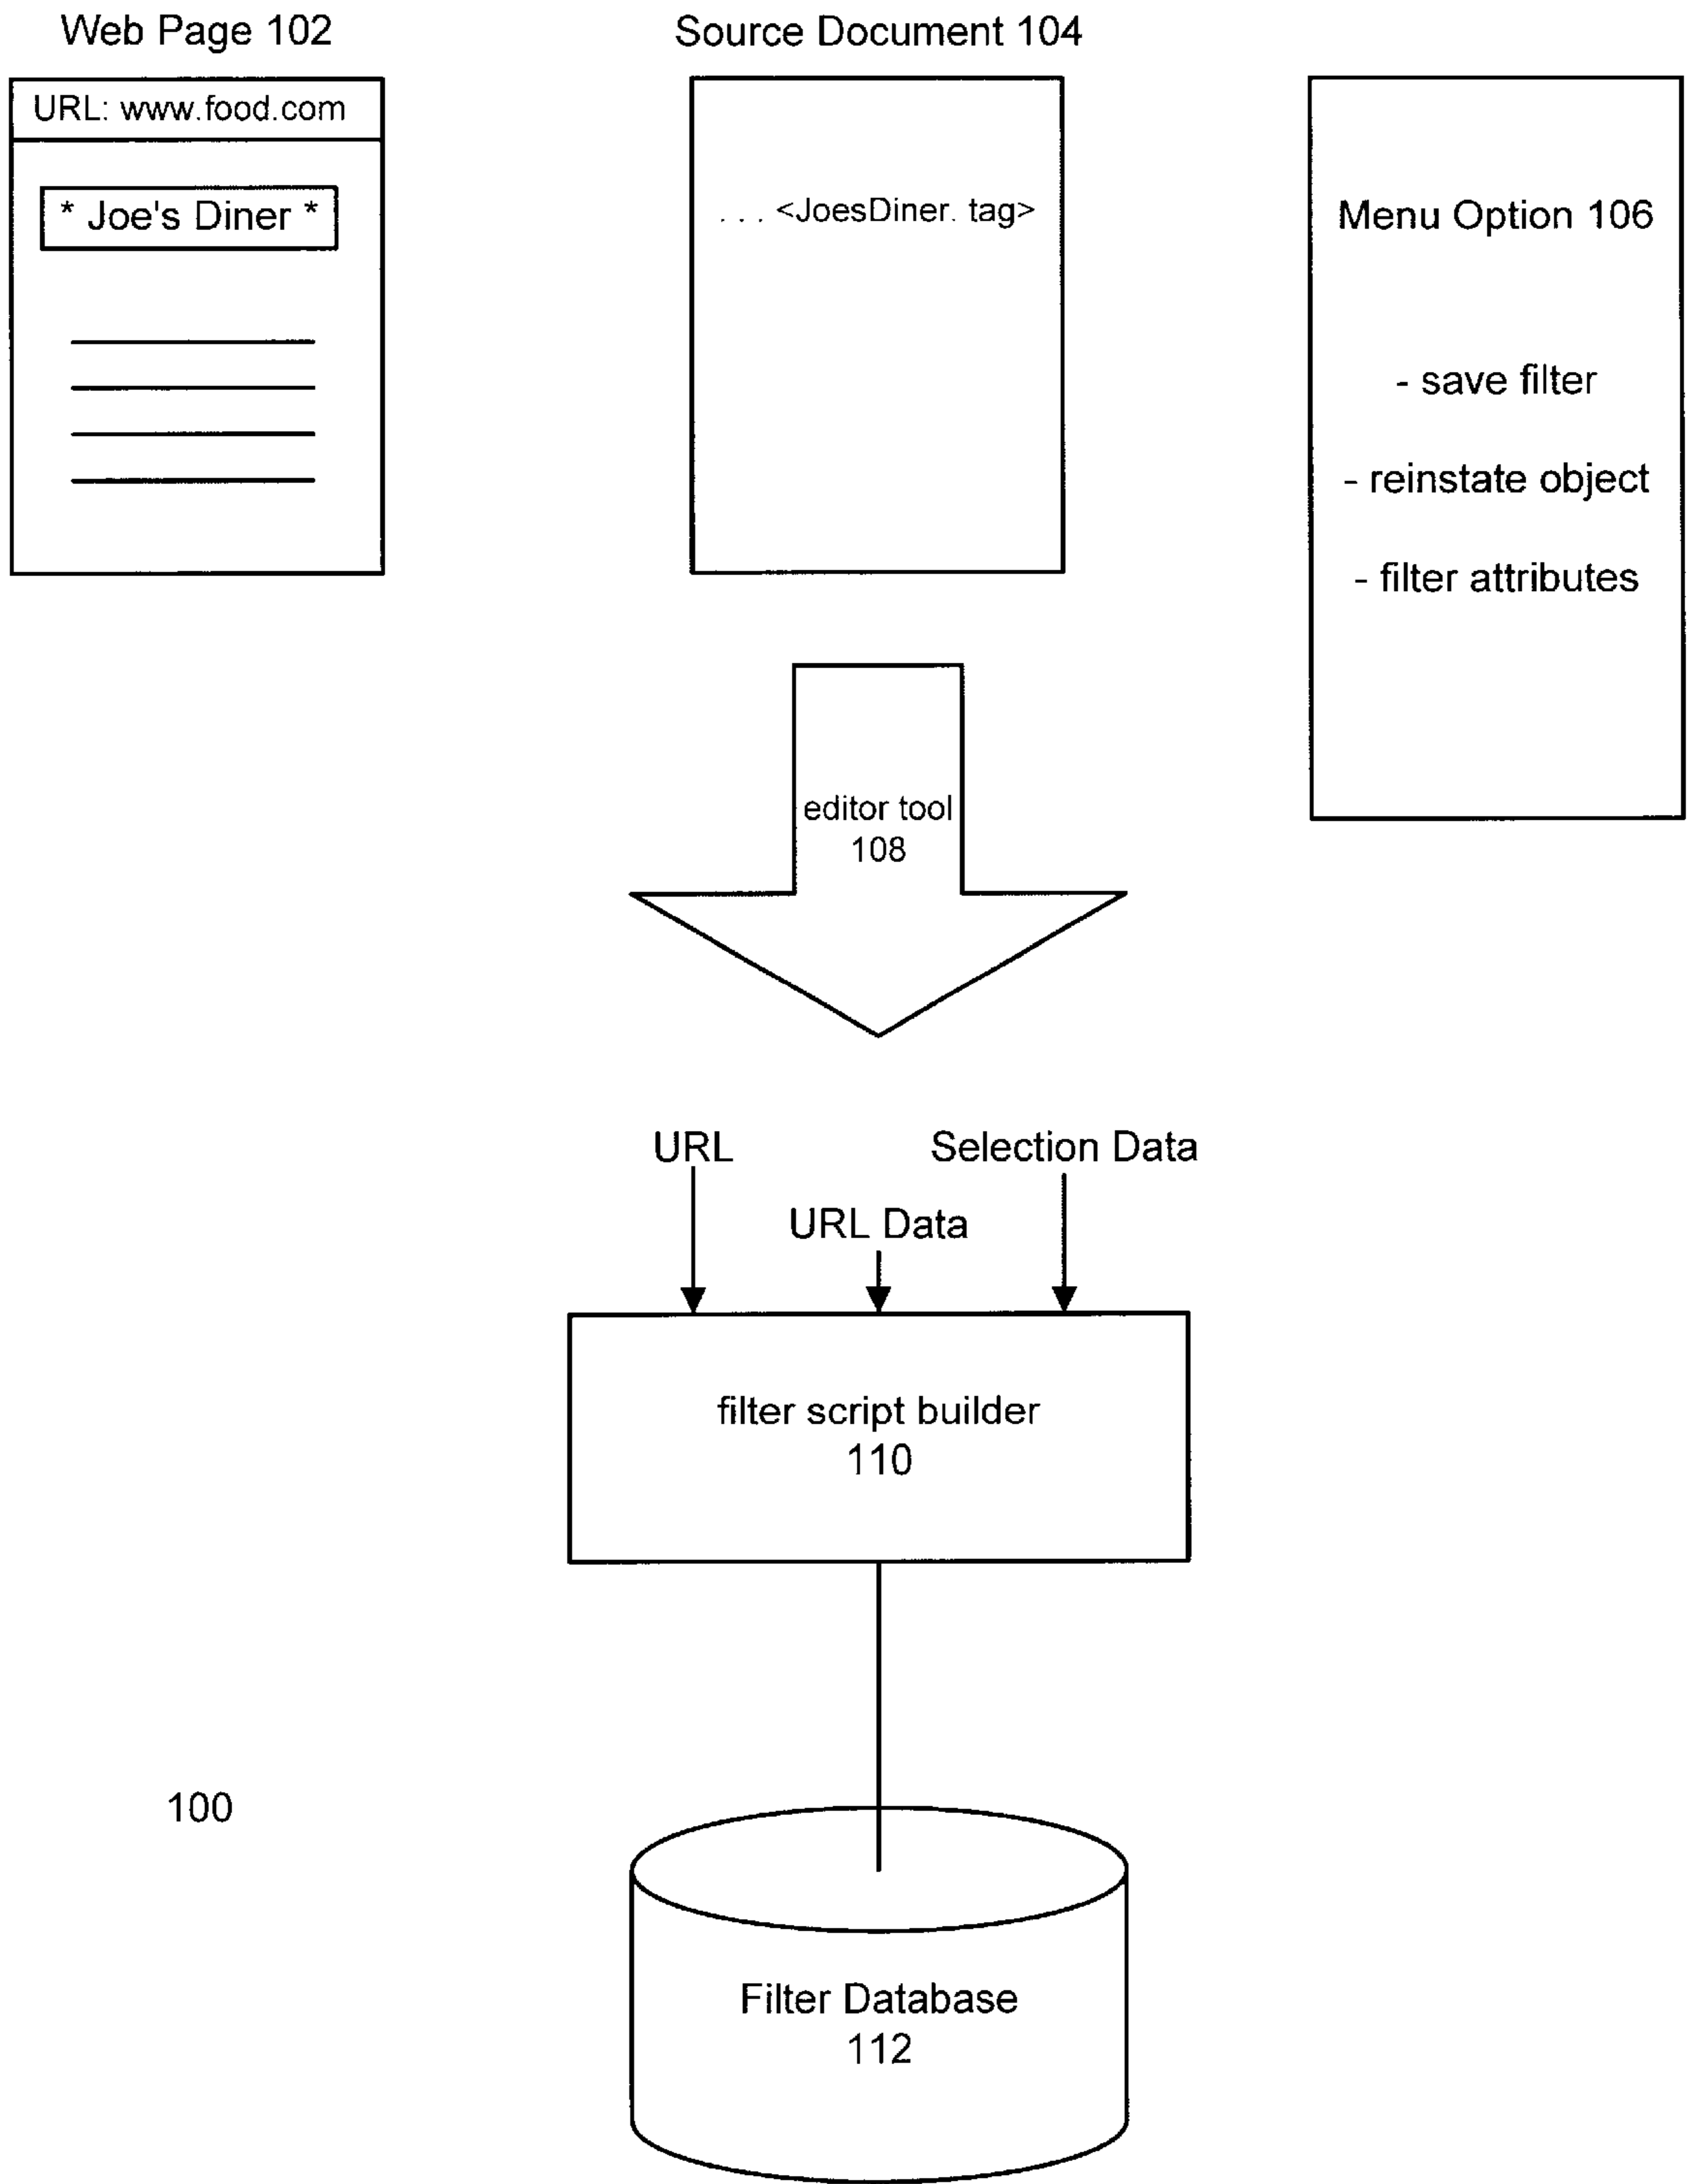 Web Page 102
Source Document 104
URL: www.food.com
* Joe's Diner *
. . . <JoesDiner. tag>
Menu Option 106
- save filter
- reinstate object
- filter attributes
editor tool
108
URL
Selection Data
URL Data
filter script builder
110
100
Filter Database
112